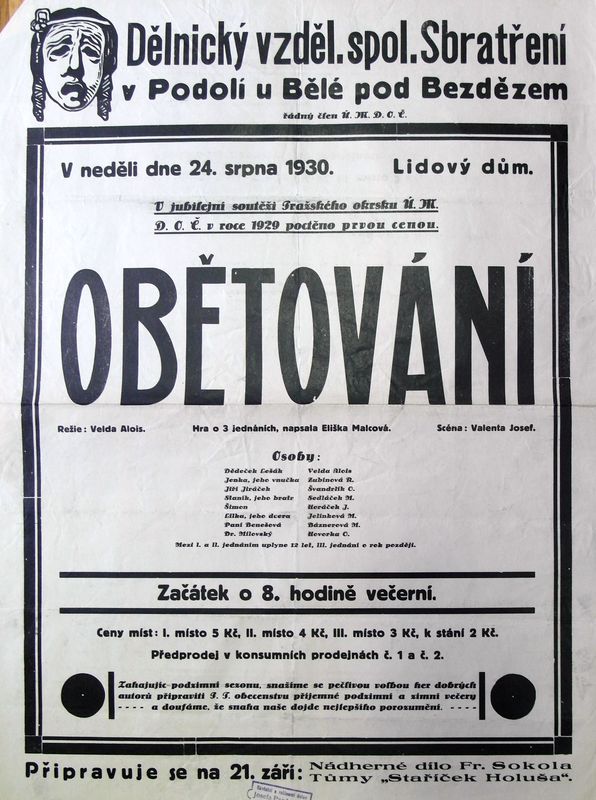 Dělnický vzděl. spol. Sbratření
v Podolí u Bělé pod Bezdězem
řádný člen Ú. M. D. O. Č.
V neděli dne 24. srpna 1930. Lidový dům.
U jubilejní soutěži Pražského okrsku Ú. M.
D. O. Č. v roce 1929 poctěno prvou cenou.
OBĚTOVÁNÍ
Režie: Velda Alois. Hra o 3 jednáních, napsala Eliška Malcová. Scéna: Valenta Josef.
Osoby:
Dědeček Lešák Velda Alois
Jenka, jeho vnučka Zubinová R.
Jiří Jiráček Švandrlík O.
Staník, jeho bratr Sedláček M.
Šimon Horáček J.
Lilka, jeho dcera Jelinková M.
Paní Benešová Báznerová M.
Dr. Milovský Hovorka O.
Mezi I. a II. jednáním uplyne 12 let, III. jednání o rok později.
Začátek o 8. hodině večerní.
Ceny míst: I. místo 5 Kč, II. místo 4 Kč, III. místo 3 Kč, k stání 2 Kč.
Předprodej v konsumních prodejnách č. 1 a č. 2.
Zahajujíc podzimní sezonu, snažíme se pečlivou volbou her dobrých
autorů připraviti P. T. obecenstvu příjemné podzimní a zimní večery
---- a doufáme, že snaha naše dojde nejlepšího porozumění. ----
Připravuje se na 21. září: Nádherné dílo Fr. Sokola
Tůmy „Staříček Holuša“.